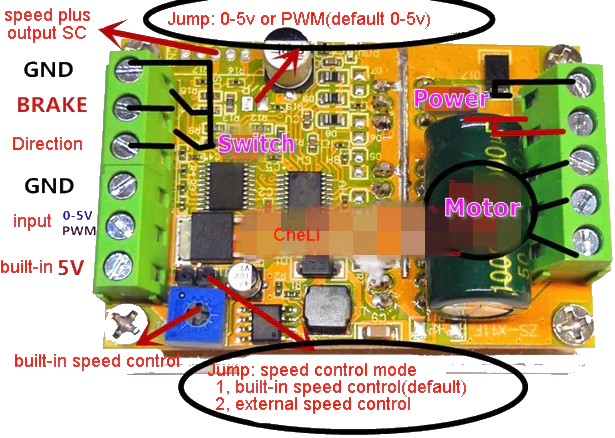 speed plus
output SC
Jump: 0-5v or PWM(default 0-5v)
GND
BRAKE
Direction
Switch
GND
input 0-5V
PWM
built-in 5V
Power
Motor
CheLI
built-in speed control
Jump: speed control mode
1, built-in speed control(default)
2, external speed control